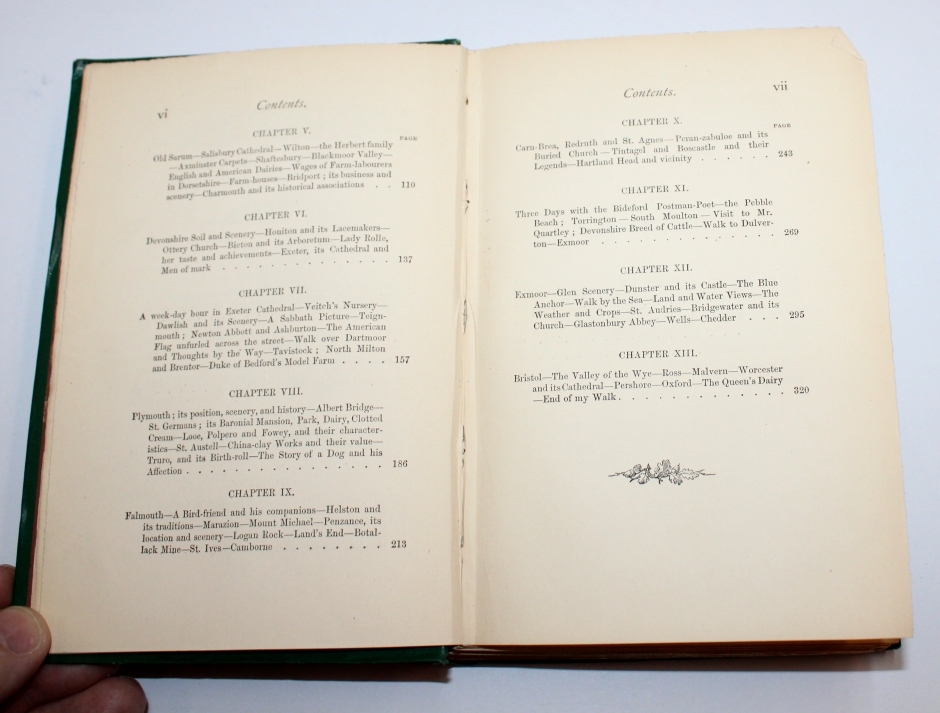 vi
Contents.
CHAPTER V.
PAGE
Old Sarum—Salisbury Cathedral—Wilton—the Herbert family
—Axminster Carpets—Shaftesbury—Blackmoor Valley—
English and American Dairies—Wages of Farm-labourers
in Dorsetshire—Farm-houses—Bridport; its business and
scenery—Charmouth and its historical associations . . 110
CHAPTER VI.
Devonshire Soil and Scenery—Honiton and its Lacemakers—
Ottery Church—Bicton and its Arboretum—Lady Rolle,
her taste and achievements—Exeter, its Cathedral and
Men of mark . . . . . . . . . . . . . 137
CHAPTER VII.
A week-day hour in Exeter Cathedral—Veitch's Nursery—
Dawlish and its Scenery—A Sabbath Picture—Teign-
mouth; Newton Abbott and Ashburton—The American
Flag unfurled across the street—Walk over Dartmoor
and Thoughts by the Way—Tavistock; North Milton
and Brentor—Duke of Bedford's Model Farm . . . . 157
CHAPTER VIII.
Plymouth; its position, scenery, and history—Albert Bridge—
St. Germans; its Baronial Mansion, Park, Dairy, Clotted
Cream—Looe, Polpero and Fowey, and their character-
istics—St. Austell—China-clay Works and their value—
Truro, and its Birth-roll—The Story of a Dog and his
Affection . . . . . . . . . . . . . . . 186
CHAPTER IX.
Falmouth—A Bird-friend and his companions—Helston and
its traditions—Marazion—Mount Michael—Penzance, its
location and scenery—Logan Rock—Land's End—Botal-
lack Mine—St. Ives—Camborne . . . . . . . . 213
Contents.
vii
CHAPTER X.
PAGE
Carn-Brea, Redruth and St. Agnes—Peran-zabuloe and its
Buried Church—Tintagel and Boscastle and their
Legends—Hartland Head and vicinity . . . . . . 243
CHAPTER XI.
Three Days with the Bideford Postman-Poet—the Pebble
Beach; Torrington—South Moulton—Visit to Mr.
Quartley; Devonshire Breed of Cattle—Walk to Dulver-
ton—Exmoor . . . . . . . . . . . . . . 269
CHAPTER XII.
Exmoor—Glen Scenery—Dunster and its Castle—The Blue
Anchor—Walk by the Sea—Land and Water Views—The
Weather and Crops—St. Audries—Bridgewater and its
Church—Glastonbury Abbey—Wells—Chedder . . . 295
CHAPTER XIII.
Bristol—The Valley of the Wye—Ross—Malvern—Worcester
and its Cathedral—Pershore—Oxford—The Queen's Dairy
—End of my Walk . . . . . . . . . . . . . 320